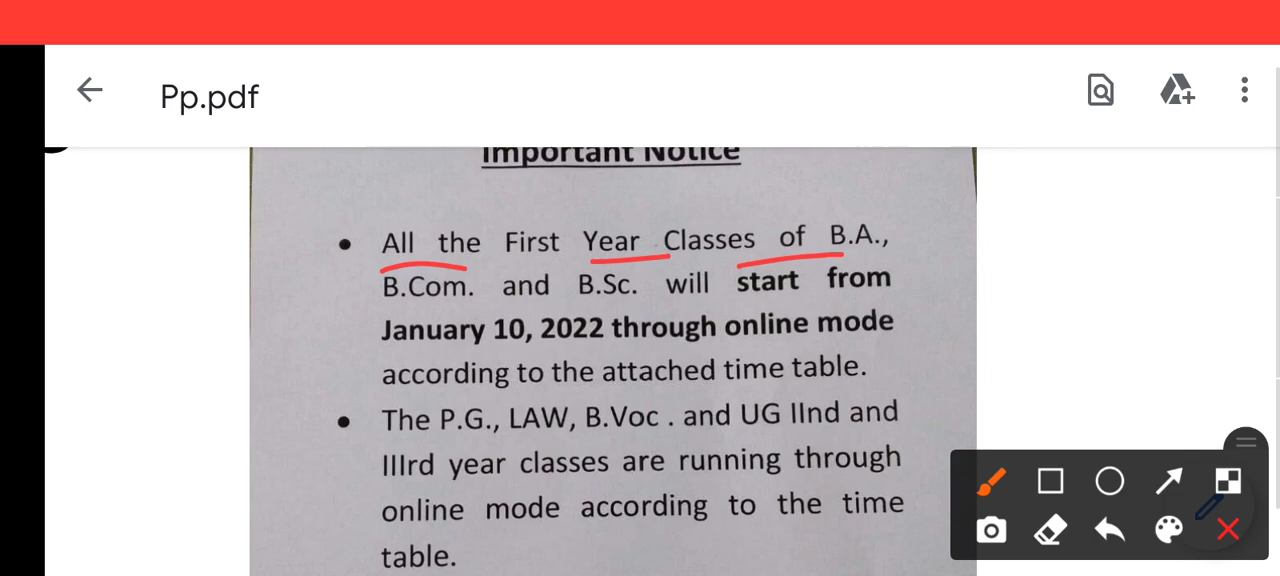 Pp.pdf
Important Notice
• All the First Year Classes of B.A.,
B.Com. and B.Sc. will start from
January 10, 2022 through online mode
according to the attached time table.
• The P.G., LAW, B.Voc . and UG IInd and
IIIrd year classes are running through
online mode according to the time
table.